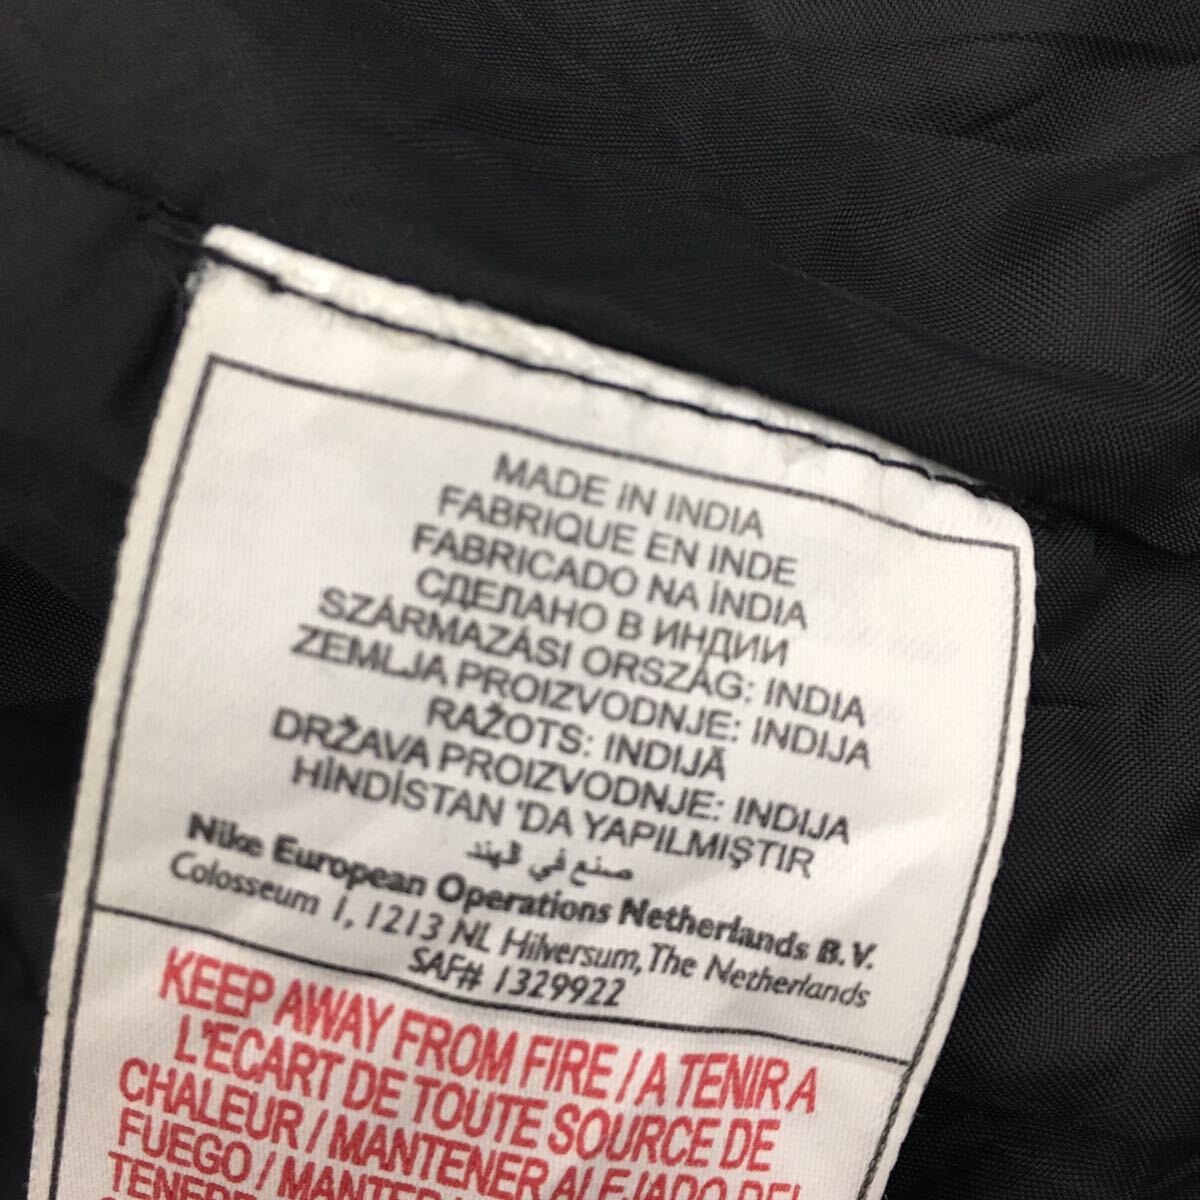 MADE IN INDIA
FABRIQUE EN INDE
FABRICADO NA ÍNDIA
СДЕЛАНО В ИНДИИ
SZÁRMAZÁSI ORSZÁG: INDIA
ZEMLJA PROIZVODNJE: INDIJA
RAŽOTS: INDIJĀ
DRŽAVA PROIZVODNJE: INDIJA
HİNDİSTAN 'DA YAPILMIŞTIR
صنع في الهند
Nike European Operations Netherlands B.V.
Colosseum 1, 1213 NL Hilversum, The Netherlands
SAF# 1329922
KEEP AWAY FROM FIRE / A TENIR A
L'ECART DE TOUTE SOURCE DE
CHALEUR / MANTENER ALEJADO DEL
FUEGO / MANTER